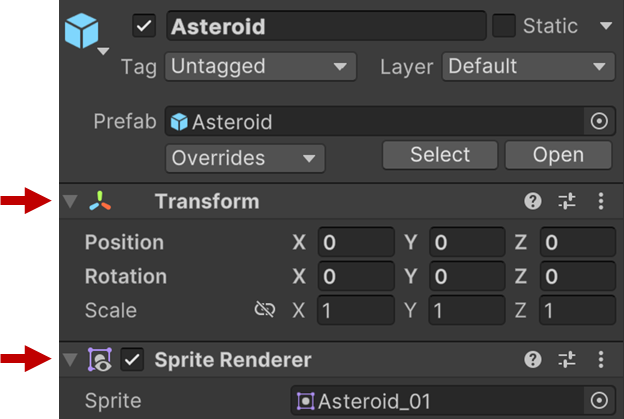 Asteroid Static
Tag Untagged Layer Default
Prefab Asteroid
Overrides Select Open
Transform
Position X 0 Y 0 Z 0
Rotation X 0 Y 0 Z 0
Scale X 1 Y 1 Z 1
Sprite Renderer
Sprite Asteroid_01